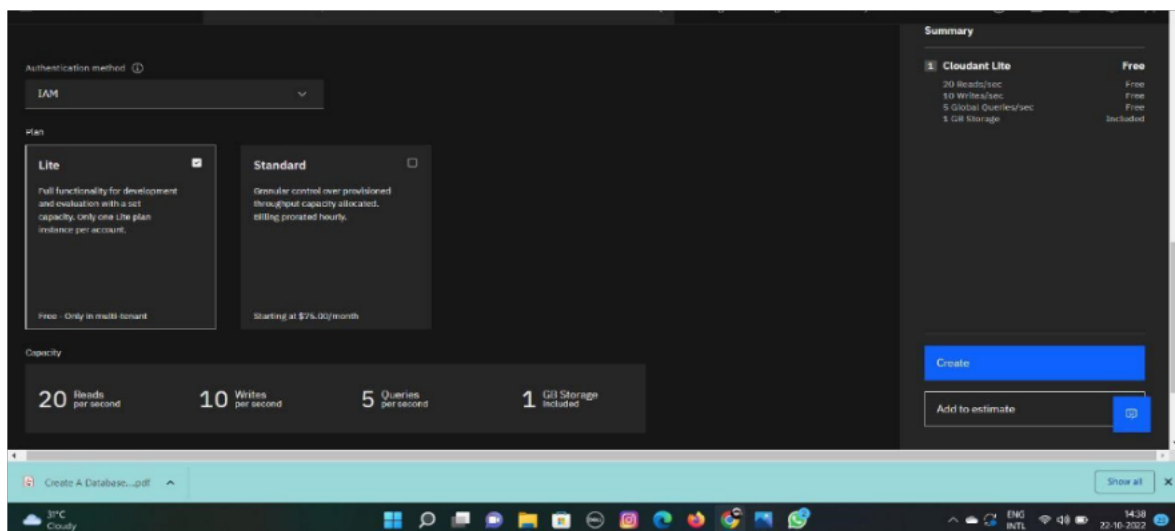 Summary
Authentication method
IAM
1 Cloudant Lite Free
20 Reads/sec Free
10 Writes/sec Free
5 Global Queries/sec Free
1 GB Storage Included
Plan
Lite
Full functionality for development
and evaluation with a set
capacity. Only one Lite plan
instance per account.
Free - Only in multi-tenant
Standard
Granular control over provisioned
throughput capacity allocated.
Billing prorated hourly.
Starting at $75.00/month
Capacity
20 Reads per second
10 Writes per second
5 Queries per second
1 GB Storage Included
Create
Add to estimate
Create A Database....pdf
Show all
31°C
Cloudy
ENG
INTL
14:38
22-10-2022